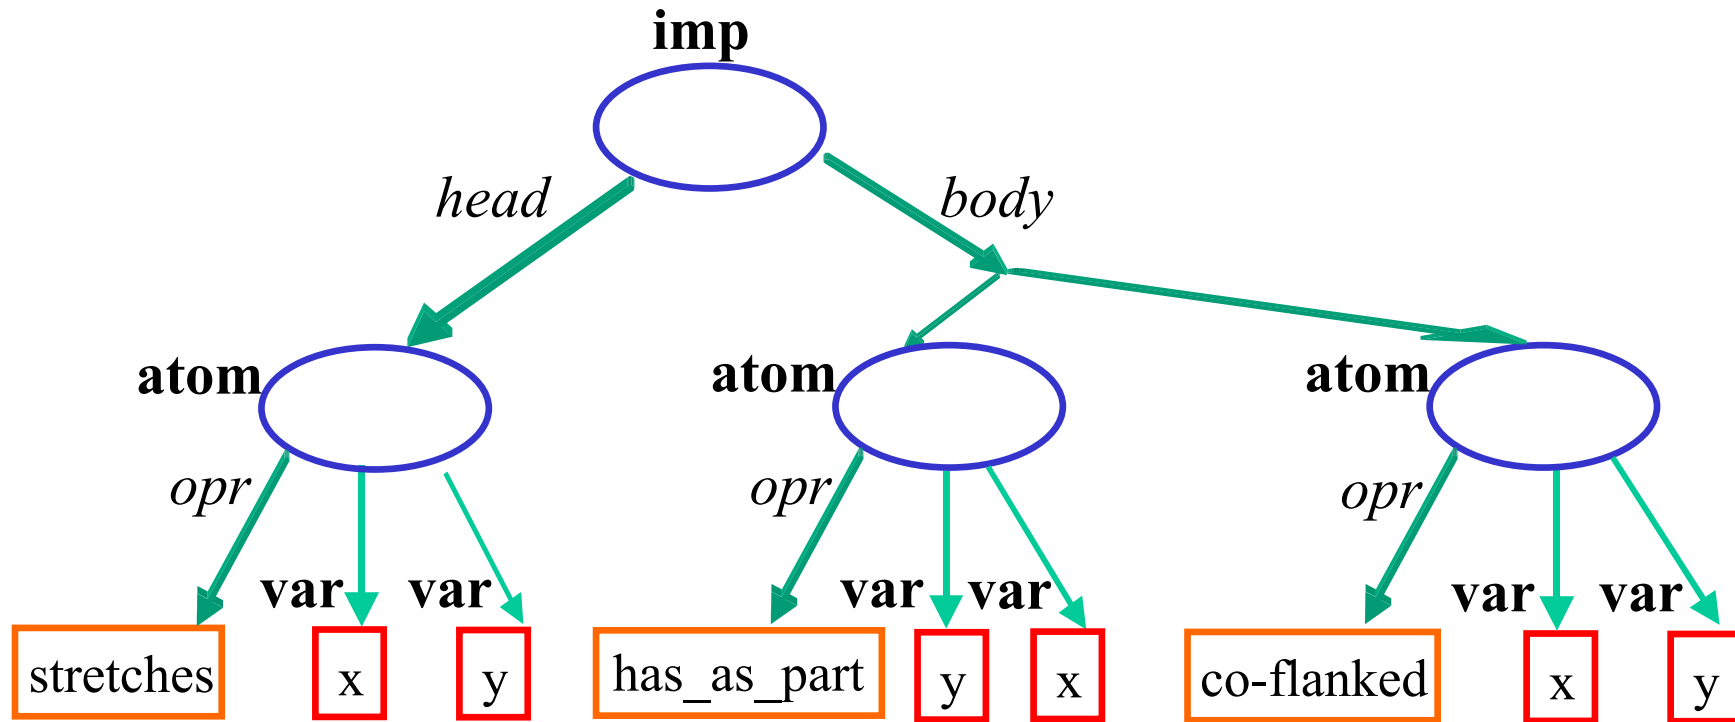 imp
head body
atom atom atom
opr opr opr
var var var var var var
stretches x y has_as_part y x co-flanked x y